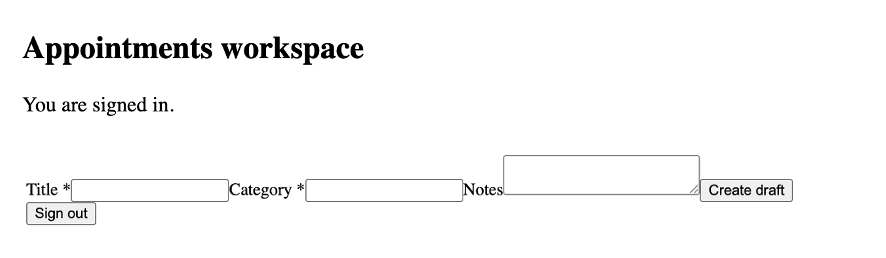 Appointments workspace
You are signed in.
Title * Category * Notes Create draft
Sign out